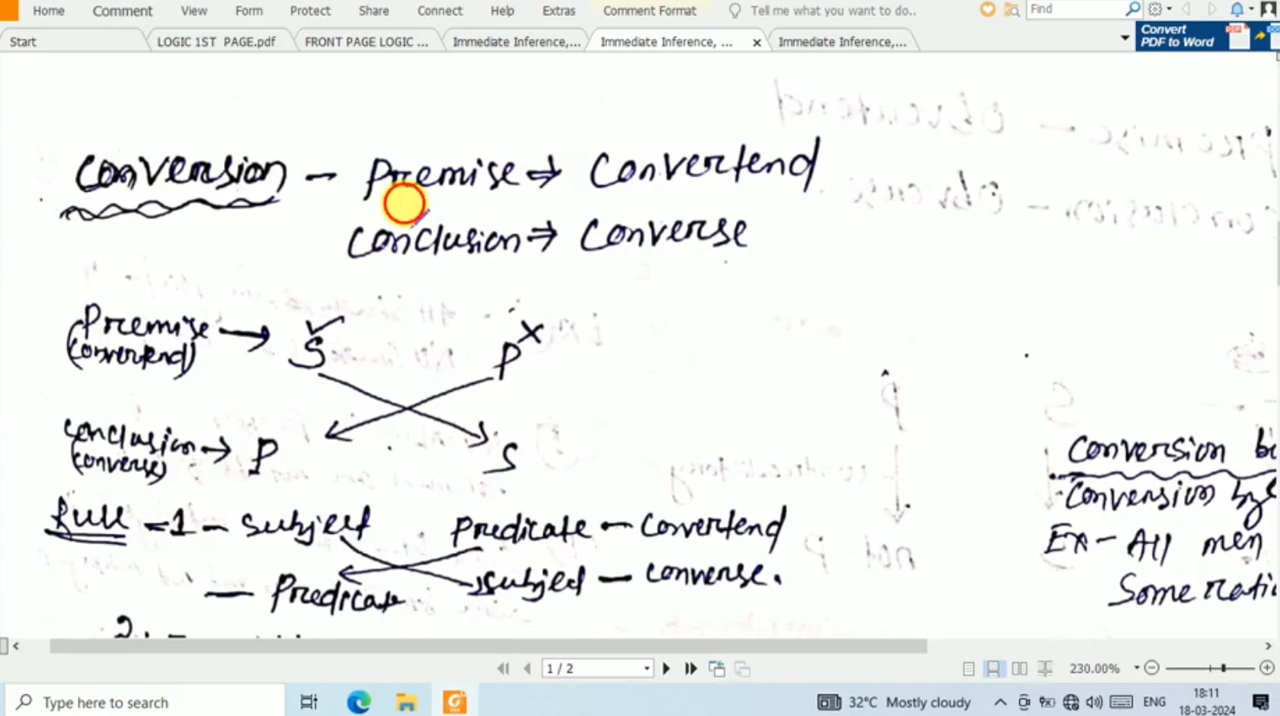 Home Comment View Form Protect Share Connect Help Extras Comment Format Tell me what you want to do.. Find
Start LOGIC 1ST PAGE.pdf FRONT PAGE LOGIC ... Immediate Inference,... Immediate Inference, ... × Immediate Inference,...
Convert
PDF to Word
Conversion - Premise ⇒ Convertend
Conclusion ⇒ Converse
Premise → S P
(convertend)
conclusion → P S
(converse)
Rule - 1 - Subject Predicate - Convertend
- Predicate subject - converse.
Conversion
Conversion by
Ex - All men
Some
1 / 2 230.00%
Type here to search 32°C Mostly cloudy ENG 18:11
18-03-2024